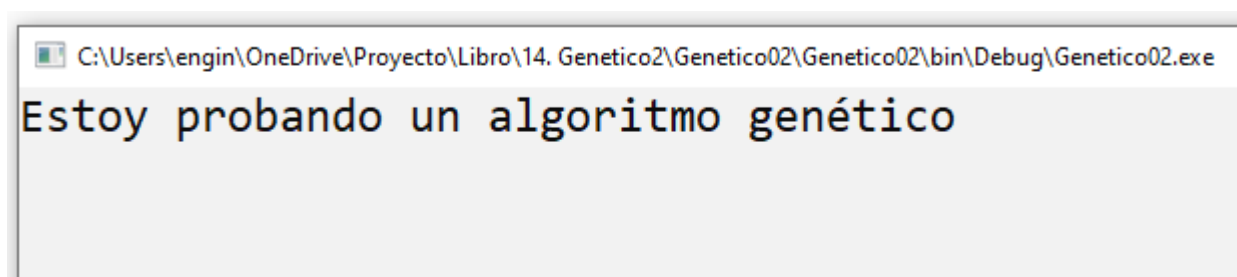 C:\Users\engin\OneDrive\Proyecto\Libro\14. Genetico2\Genetico02\Genetico02\bin\Debug\Genetico02.exe
Estoy probando un algoritmo genético